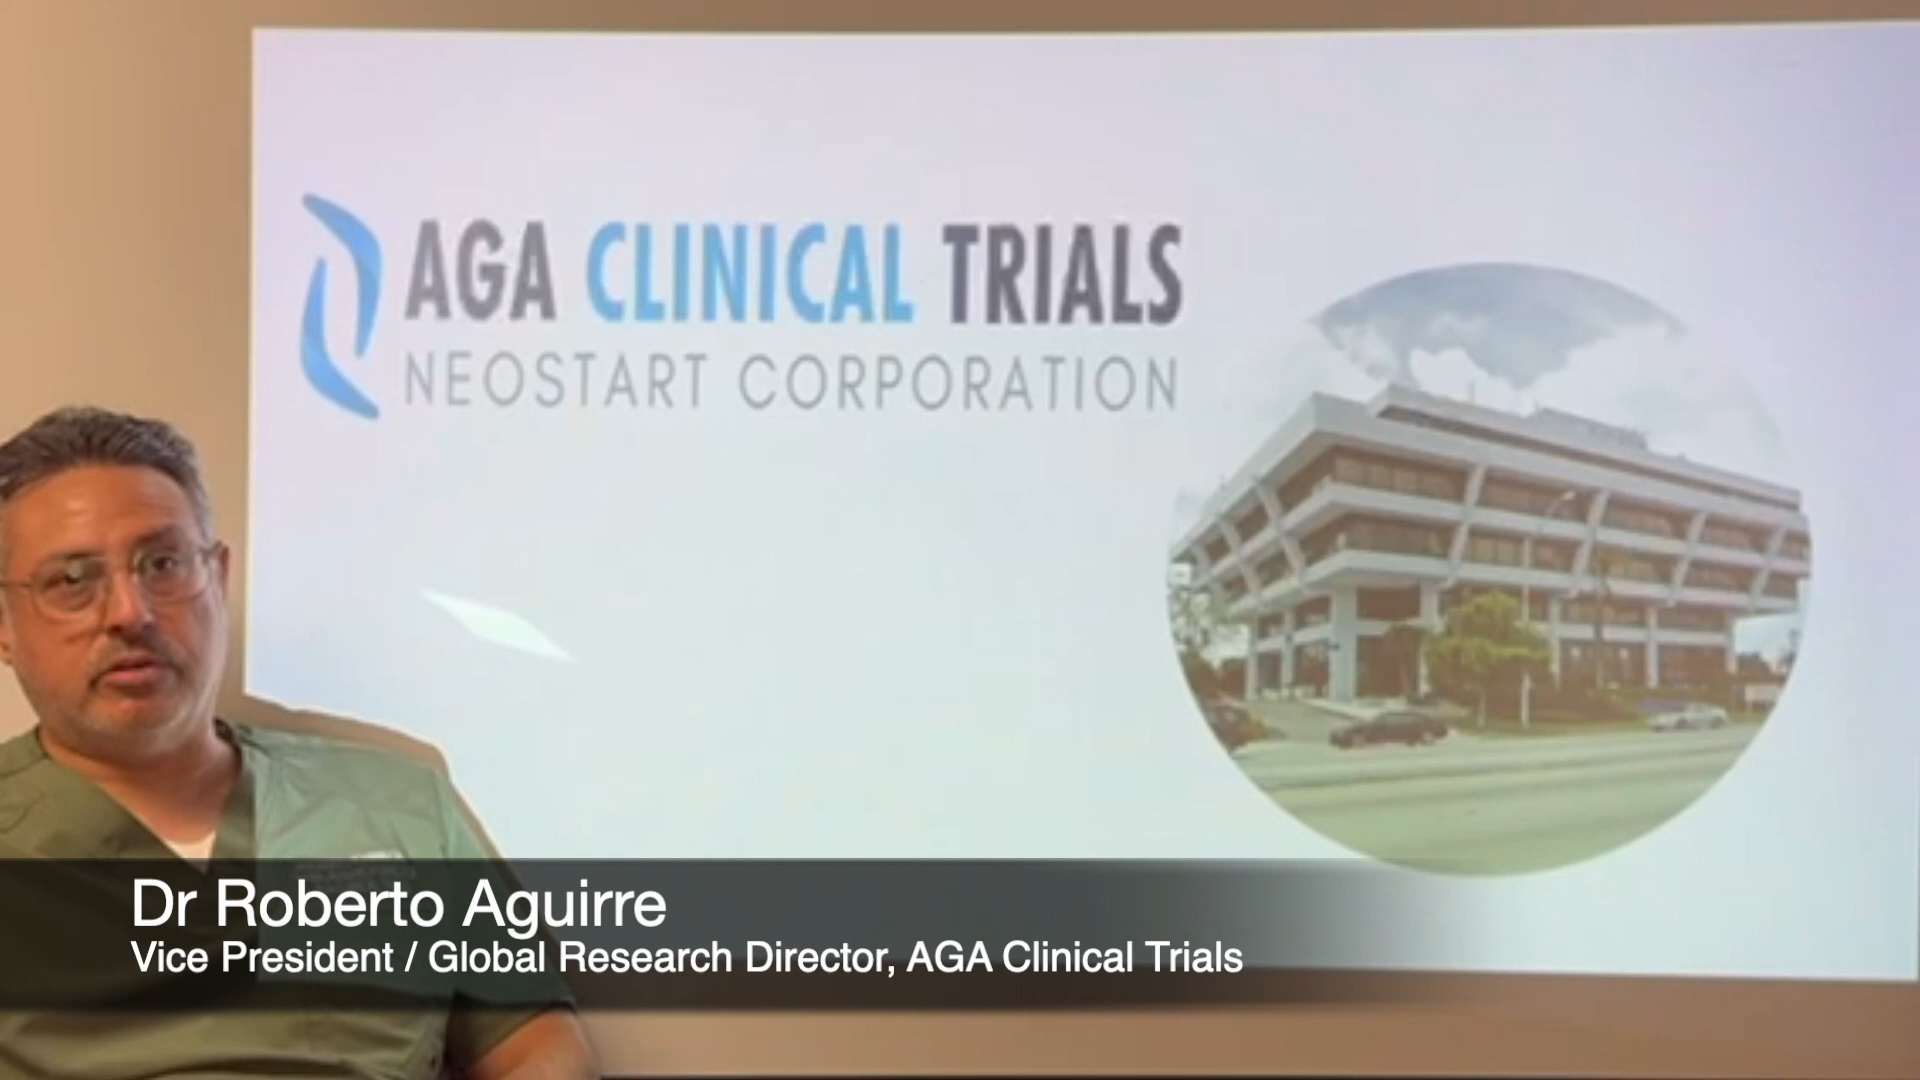 AGA CLINICAL TRIALS
NEOSTART CORPORATION
Dr Roberto Aguirre
Vice President / Global Research Director, AGA Clinical Trials